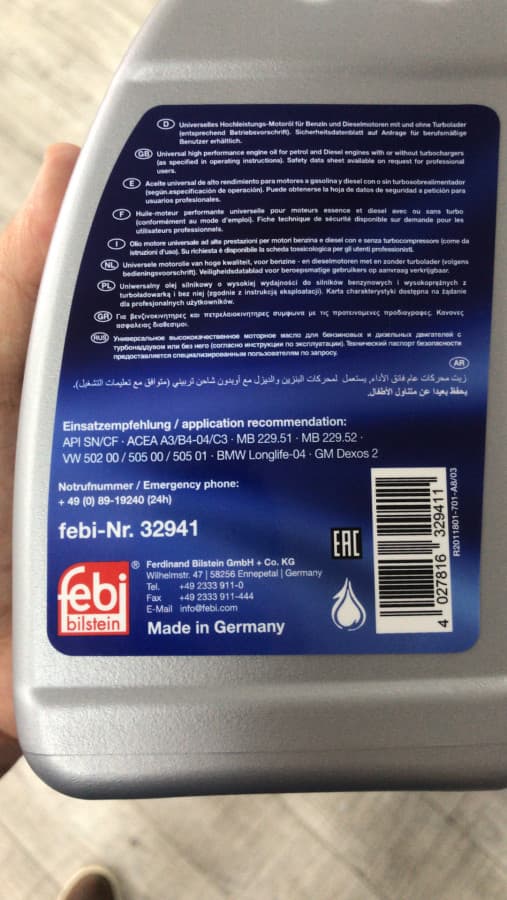 D Universelles Hochleistungs-Motoröl für Benzin und Dieselmotoren mit und ohne Turbolader
(entsprechend Betriebsvorschrift). Sicherheitsdatenblatt auf Anfrage für berufsmäßige
Benutzer erhältlich.
GB Universal high performance engine oil for petrol and Diesel engines with or without turbochargers
(as specified in operating instructions). Safety data sheet available on request for professional
users.
E Aceite universal de alto rendimiento para motores a gasolina y diesel con o sin turbosobrealimentador
(según.especificación de operación). Puede obtenerse la hoja de datos de seguridad a petición para
usuarios profesionales.
F Huile-moteur performante universelle pour moteurs essence et diesel avec ou sans turbo
(conformément au mode d'emploi). Fiche technique de sécurité disponible sur demande pour les
utilisateurs professionnels.
I Olio motore universale ad alte prestazioni per motori benzina e diesel con e senza turbocompressore (come da
istruzioni d'uso). Su richiesta è disponibile la scheda tossicologica per gli utenti professionisti.
NL Universele motorolie van hoge kwaliteit, voor benzine - en dieselmotoren met en zonder turbolader (volgens
bedieningsvoorschrift). Veiligheidsdatablad voor beroepsmatige gebruikers op aanvraag verkrijgbaar.
PL Uniwersalny olej silnikowy o wysokiej wydajności do silników benzynowych i wysokoprężnych z
turboładowarką i bez niej (zgodnie z instrukcją eksploatacji). Karta charakterystyki dostępna na żądanie
dla profesjonalnych użytkowników.
GR Για βενζινοκινητηρες και πετρελαιοκινητηρες συμφωνα με τις προτεινομενες προδιαγραφες. Κανονες
ασφαλειας διαθεσιμοι.
RUS Универсальное высококачественное моторное масло для бензиновых и дизельных двигателей с
турбонаддувом или без него (согласно инструкции по эксплуатации). Технический паспорт безопасности
предоставляется специализированным пользователям по запросу.
AR
زيت محركات عام فائق الأداء، يستعمل لمحركات البنزين والديزل مع أوبدون شاحن تربيني (متوافق مع تعليمات التشغيل).
يحفظ بعيدا عن متناول الأطفال.
Einsatzempfehlung / application recommendation:
API SN/CF · ACEA A3/B4-04/C3 · MB 229.51 · MB 229.52 ·
VW 502 00 / 505 00 / 505 01 · BMW Longlife-04 · GM Dexos 2
Notrufnummer / Emergency phone:
+ 49 (0) 89-19240 (24h)
febi-Nr. 32941
EAC
febi
bilstein
®
Ferdinand Bilstein GmbH + Co. KG
Wilhelmstr. 47 | 58256 Ennepetal | Germany
Tel. +49 2333 911-0
Fax +49 2333 911-444
E-Mail info@febi.com
Made in Germany
4 027816 329411
R2011801-701-A8/03